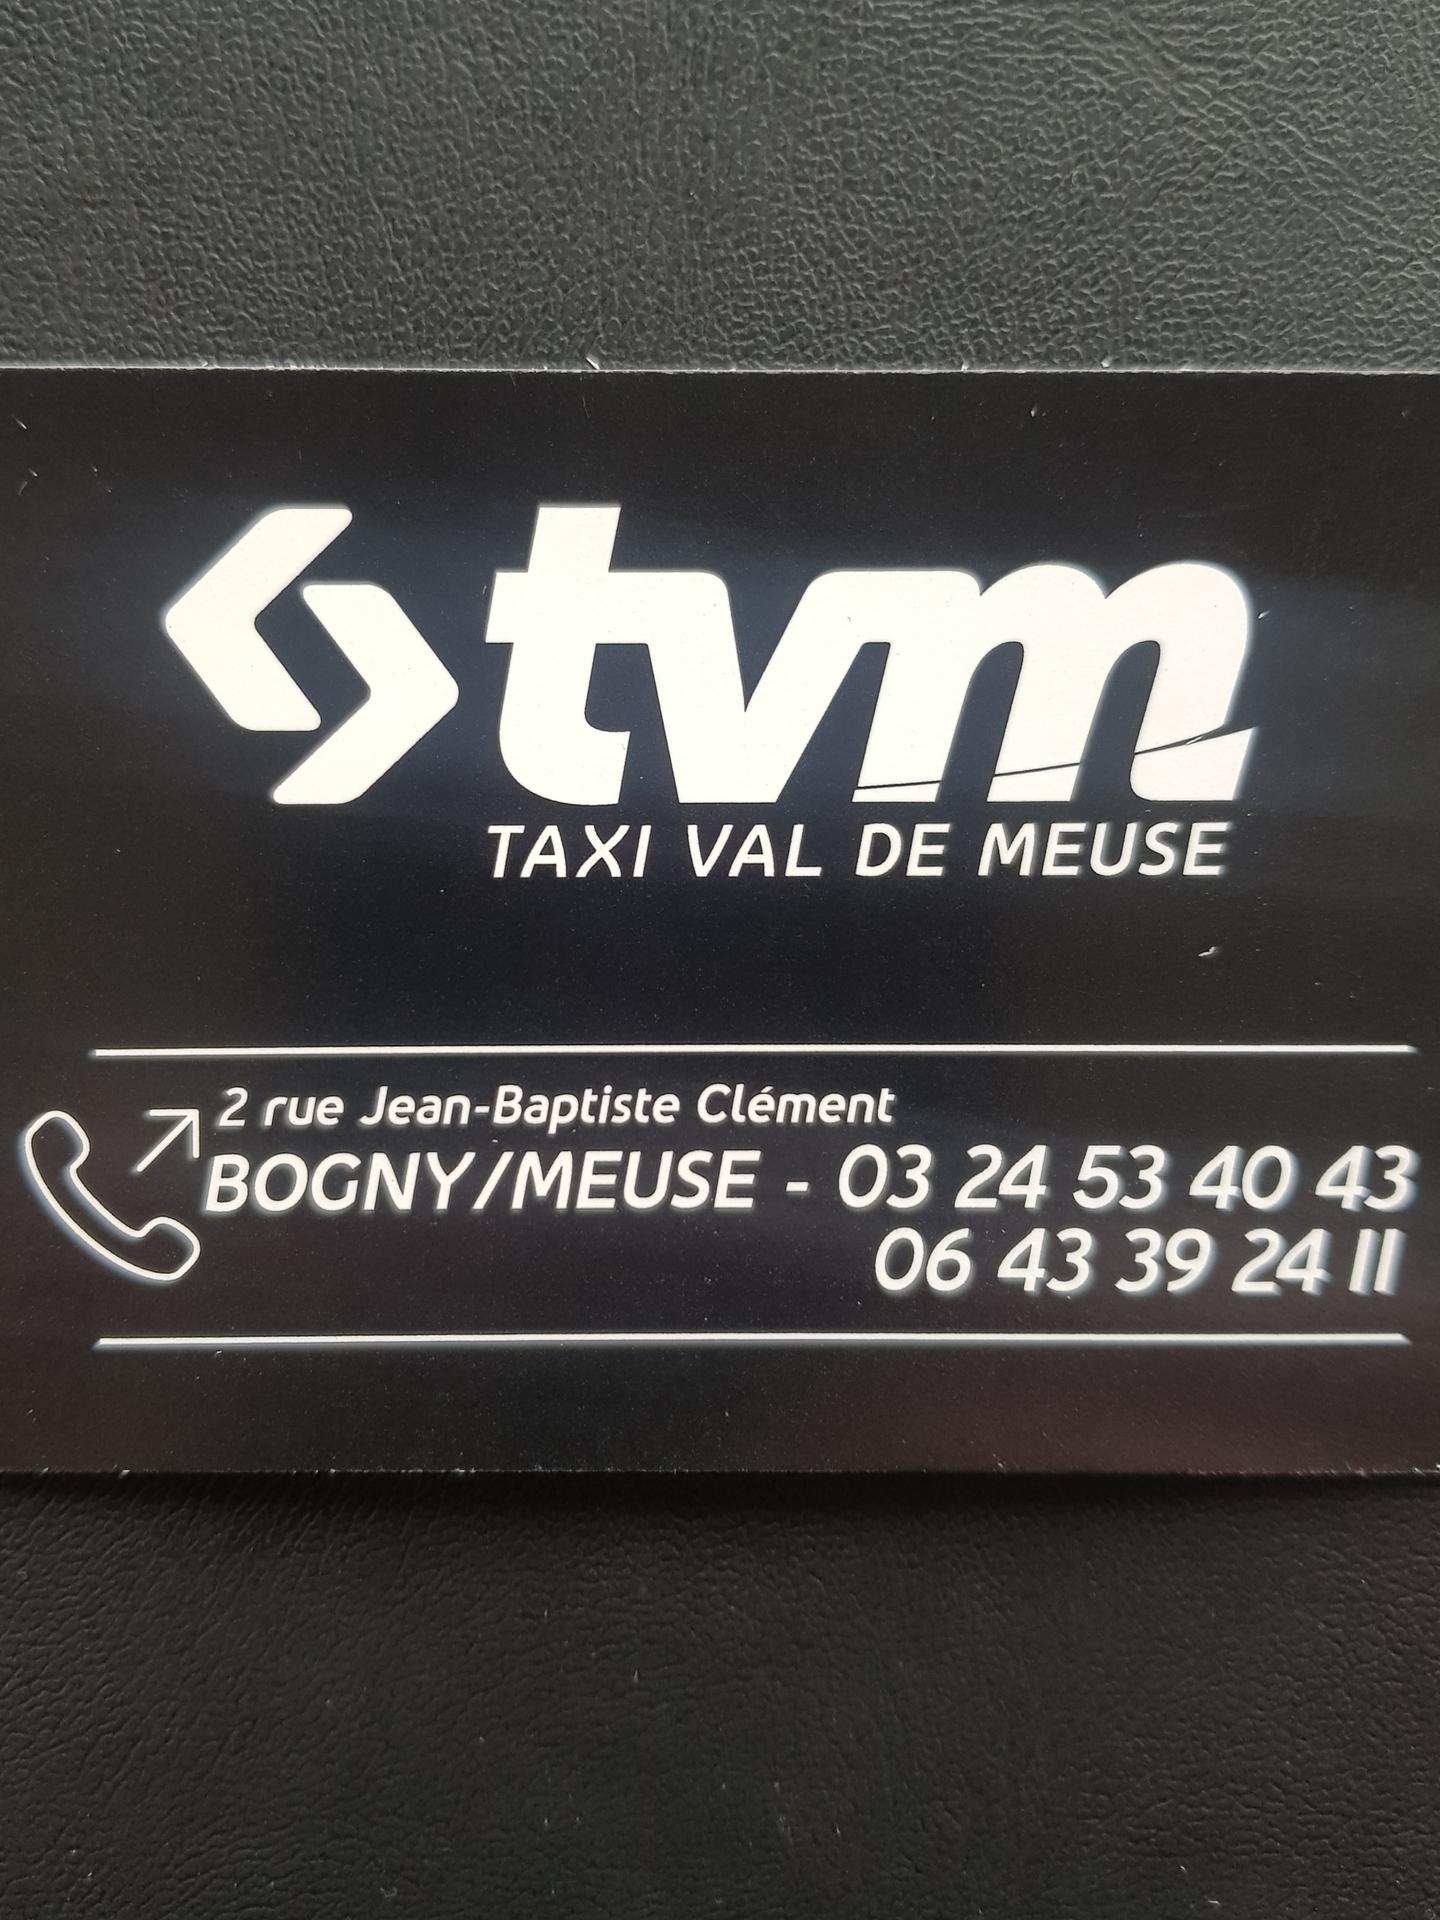 tvm
TAXI VAL DE MEUSE
2 rue Jean-Baptiste Clément
BOGNY/MEUSE - 03 24 53 40 43
06 43 39 24 11